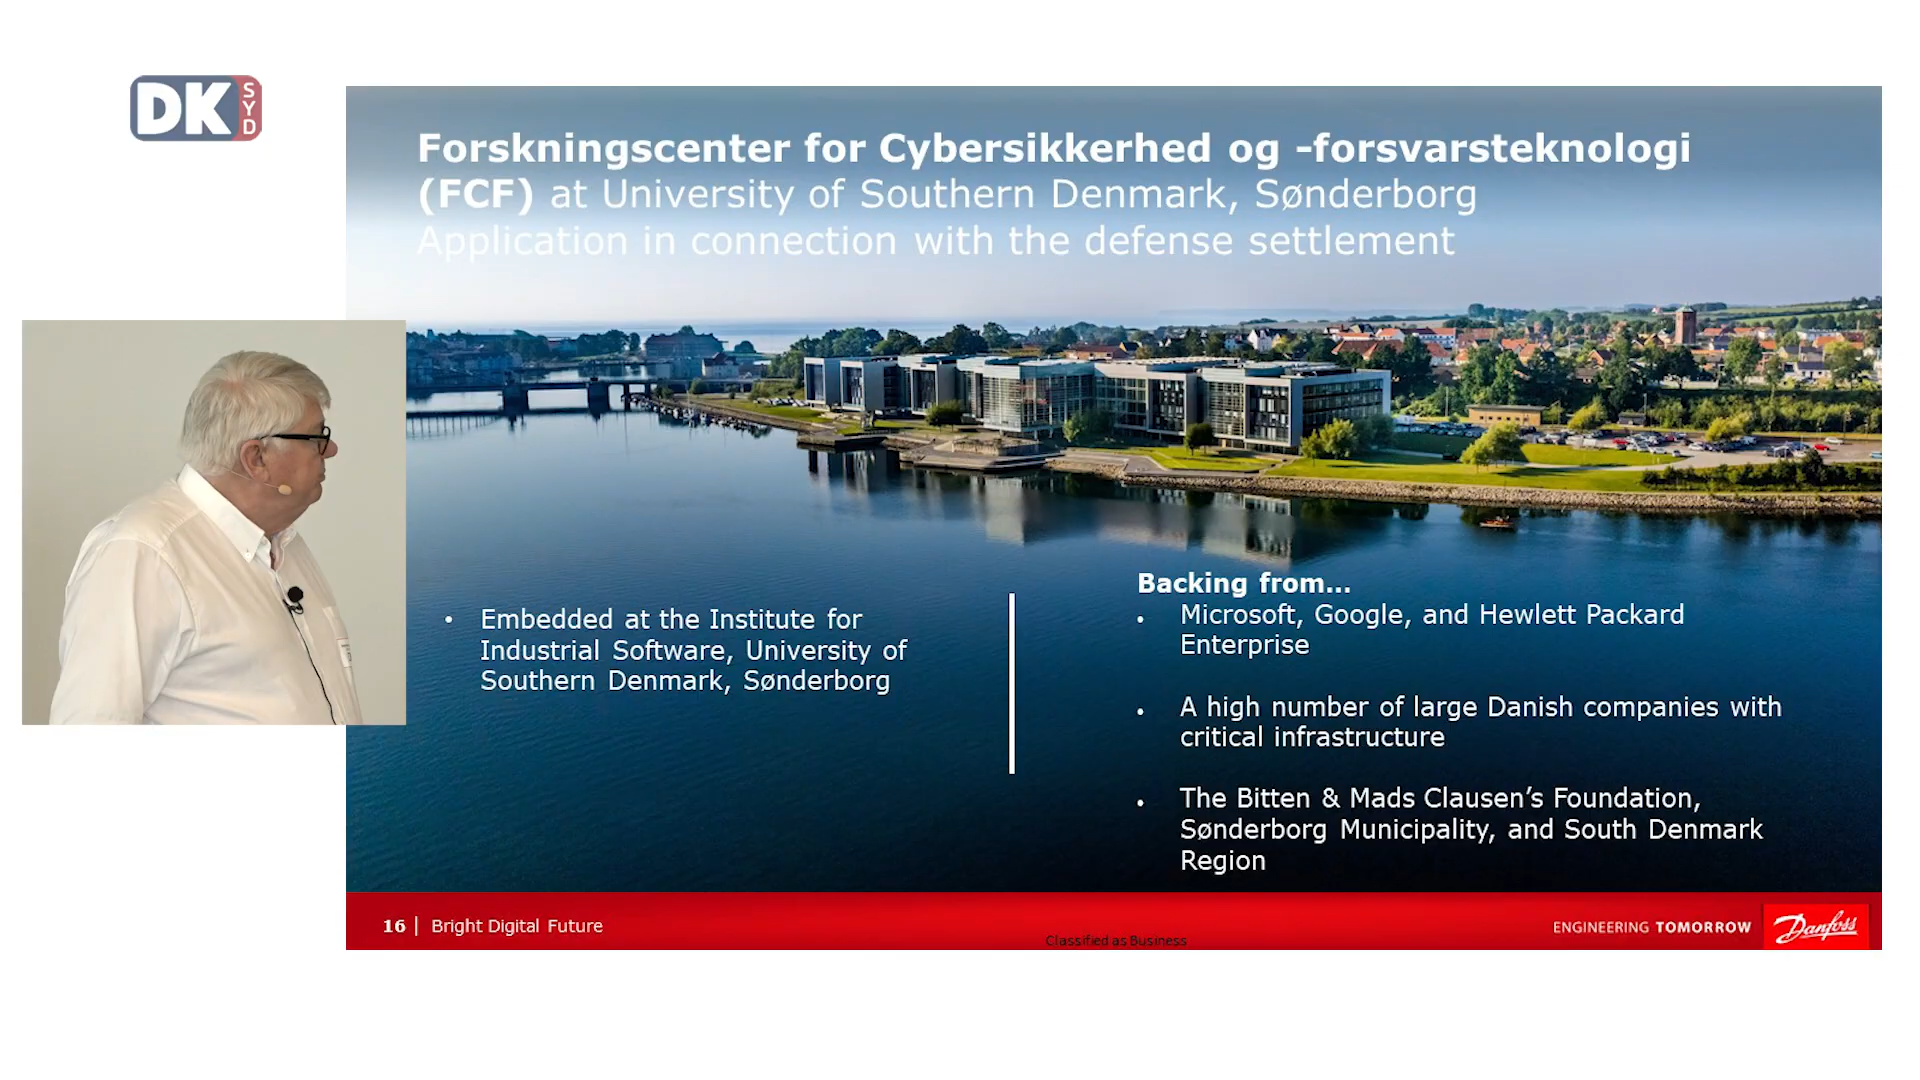 DK SYD
Forskningscenter for Cybersikkerhed og -forsvarsteknologi
(FCF) at University of Southern Denmark, Sønderborg
Application in connection with the defense settlement
• Embedded at the Institute for
Industrial Software, University of
Southern Denmark, Sønderborg
Backing from...
• Microsoft, Google, and Hewlett Packard
Enterprise
• A high number of large Danish companies with
critical infrastructure
• The Bitten & Mads Clausen’s Foundation,
Sønderborg Municipality, and South Denmark
Region
16 | Bright Digital Future
Classified as Business
ENGINEERING TOMORROW
Danfoss